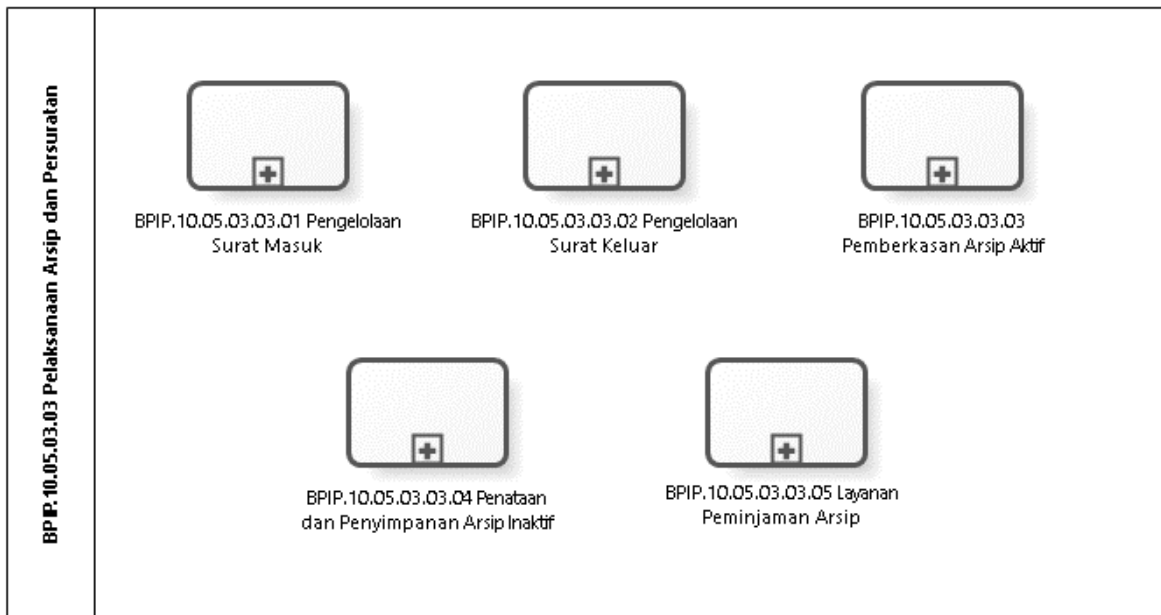 BPIP.10.05.03.03 Pelaksanaan Arsip dan Persuratan
BPIP.10.05.03.03.01 Pengelolaan
Surat Masuk
BPIP.10.05.03.03.02 Pengelolaan
Surat Keluar
BPIP.10.05.03.03.03
Pemberkasan Arsip Aktif
BPIP.10.05.03.03.04 Penataan
dan Penyimpanan Arsip Inaktif
BPIP.10.05.03.03.05 Layanan
Peminjaman Arsip